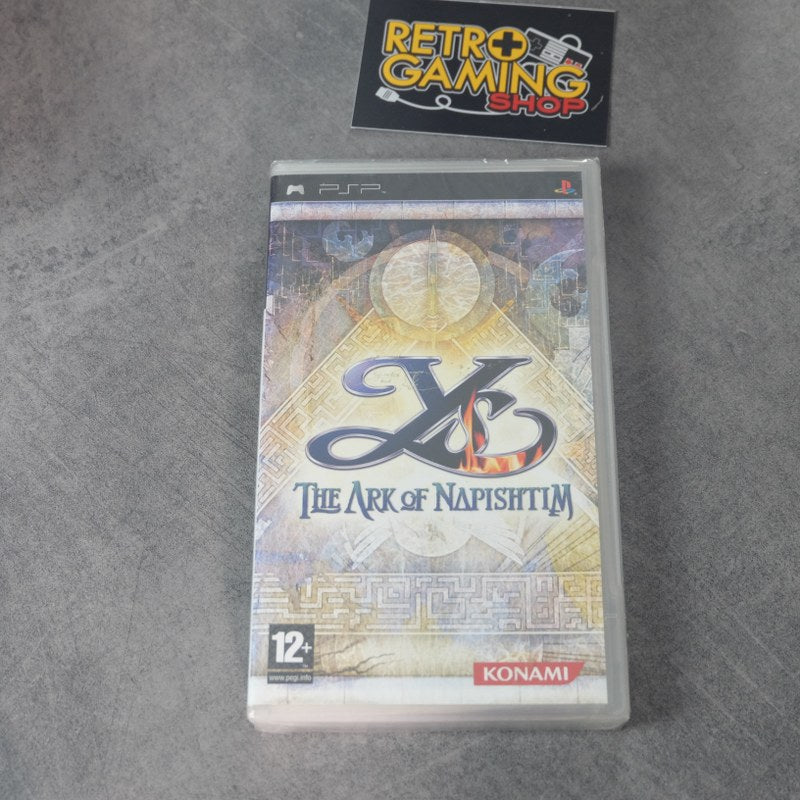 RETRO
GAMING
SHOP
PSP
Ys
THE ARK OF NAPISHTIM
12+
www.pegi.info
KONAMI